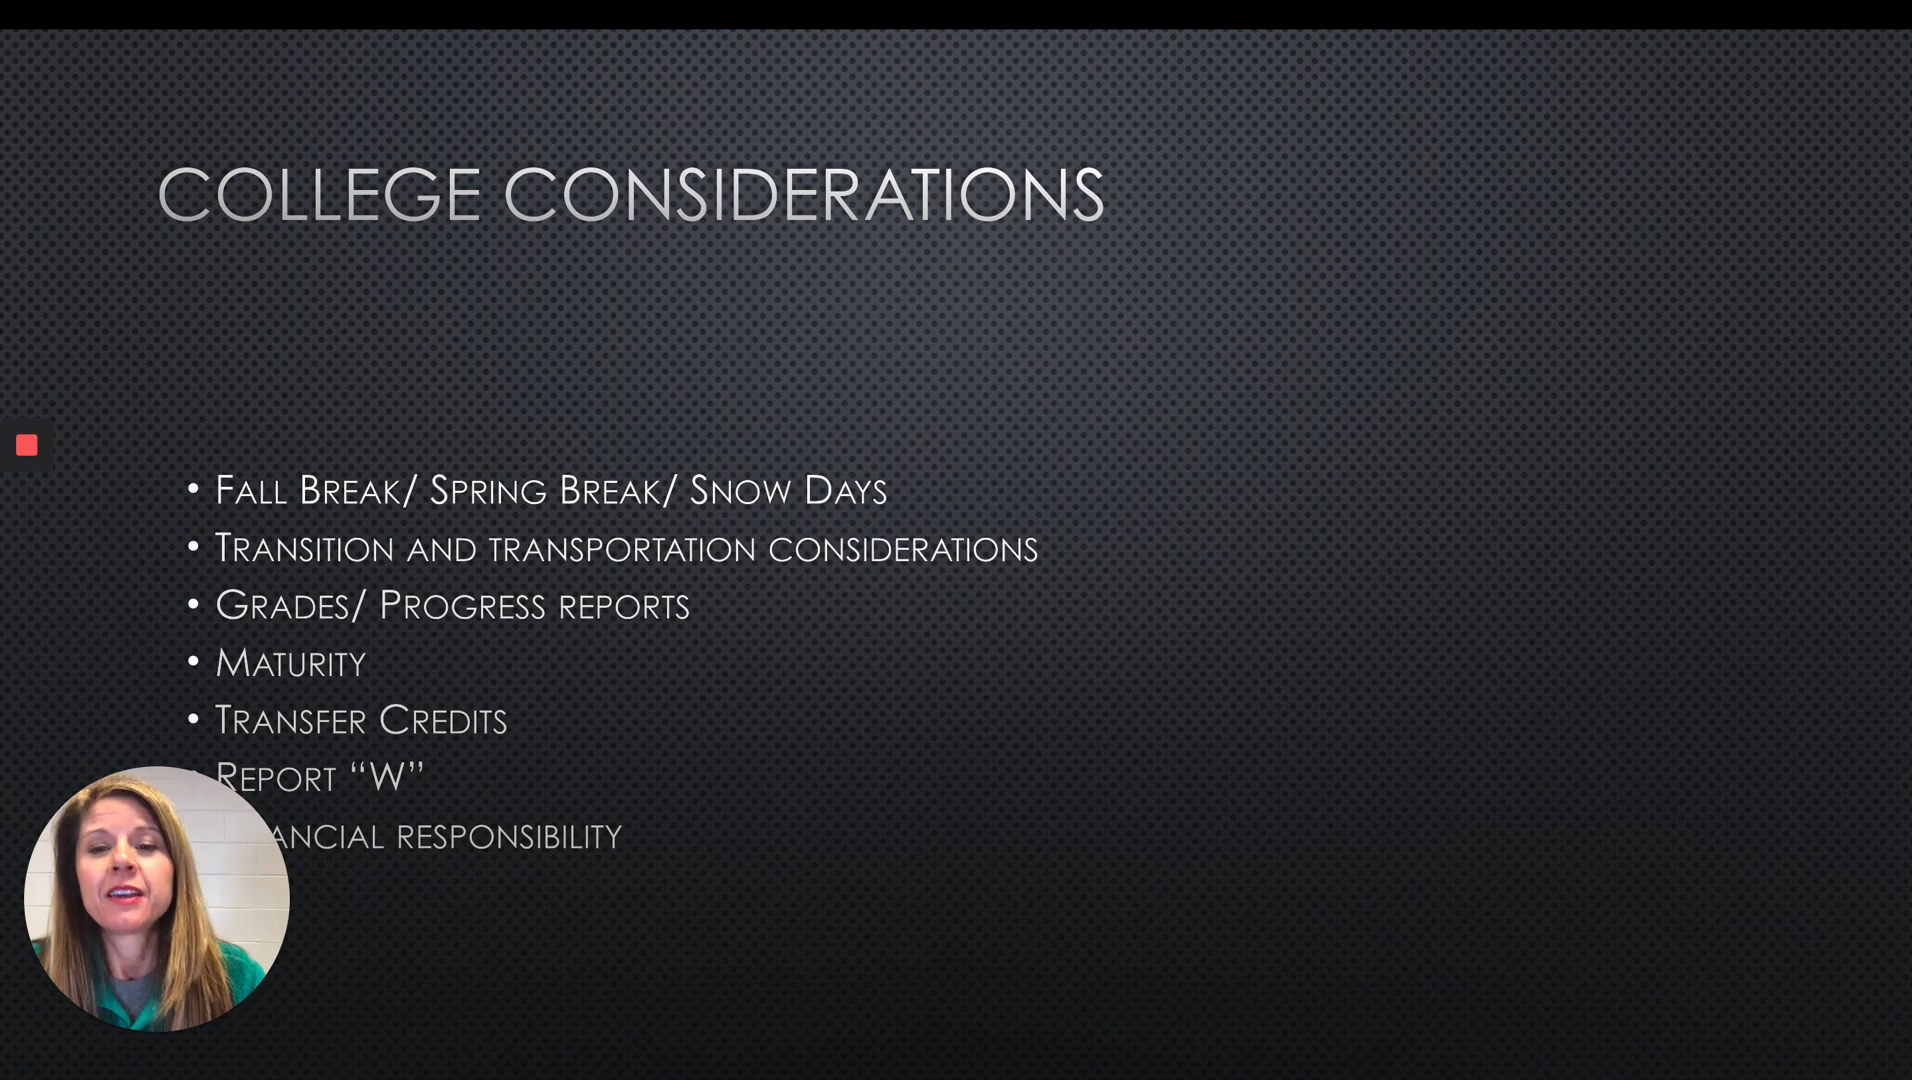 COLLEGE CONSIDERATIONS
• FALL BREAK/ SPRING BREAK/ SNOW DAYS
• TRANSITION AND TRANSPORTATION CONSIDERATIONS
• GRADES/ PROGRESS REPORTS
• MATURITY
• TRANSFER CREDITS
• REPORT “W”
RESPONSIBILITY